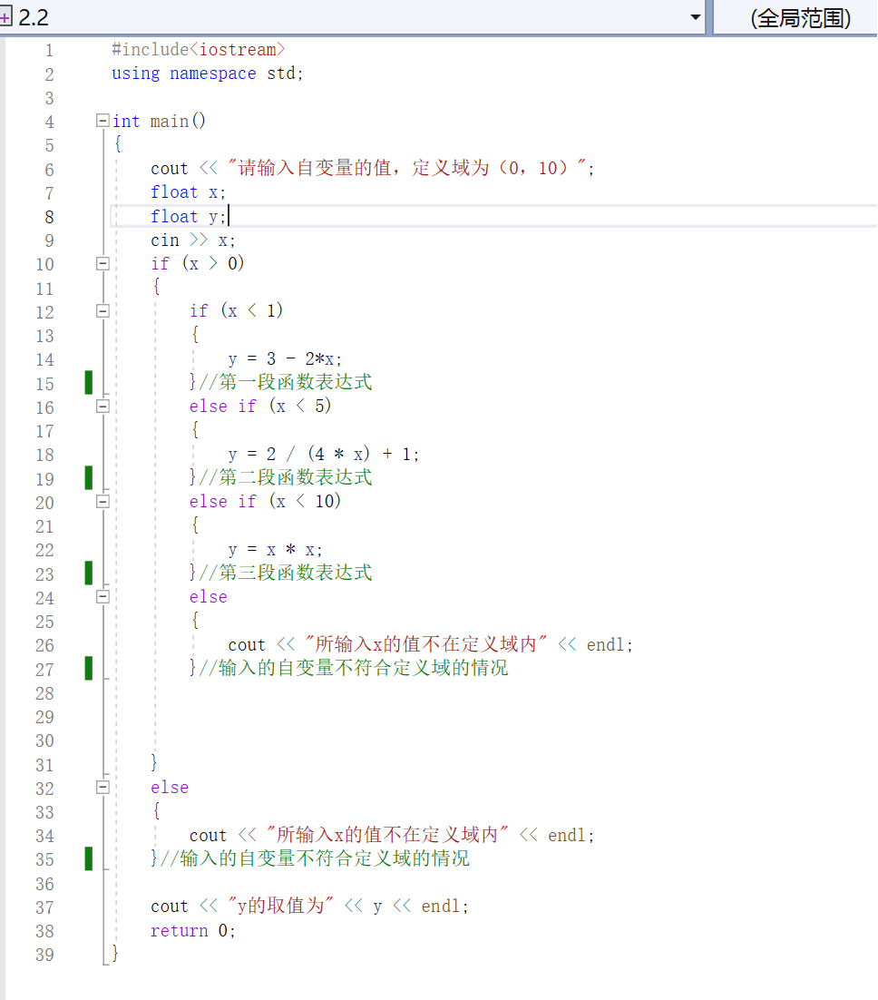 2.2
(全局范围)
1 #include<iostream>
2 using namespace std;
3
4 int main()
5 {
6 cout << "请输入自变量的值，定义域为（0，10）";
7 float x;
8 float y;
9 cin >> x;
10 if (x > 0)
11 {
12 if (x < 1)
13 {
14 y = 3 - 2*x;
15 }//第一段函数表达式
16 else if (x < 5)
17 {
18 y = 2 / (4 * x) + 1;
19 }//第二段函数表达式
20 else if (x < 10)
21 {
22 y = x * x;
23 }//第三段函数表达式
24 else
25 {
26 cout << "所输入x的值不在定义域内" << endl;
27 }//输入的自变量不符合定义域的情况
28
29
30
31 }
32 else
33 {
34 cout << "所输入x的值不在定义域内" << endl;
35 }//输入的自变量不符合定义域的情况
36
37 cout << "y的取值为" << y << endl;
38 return 0;
39 }